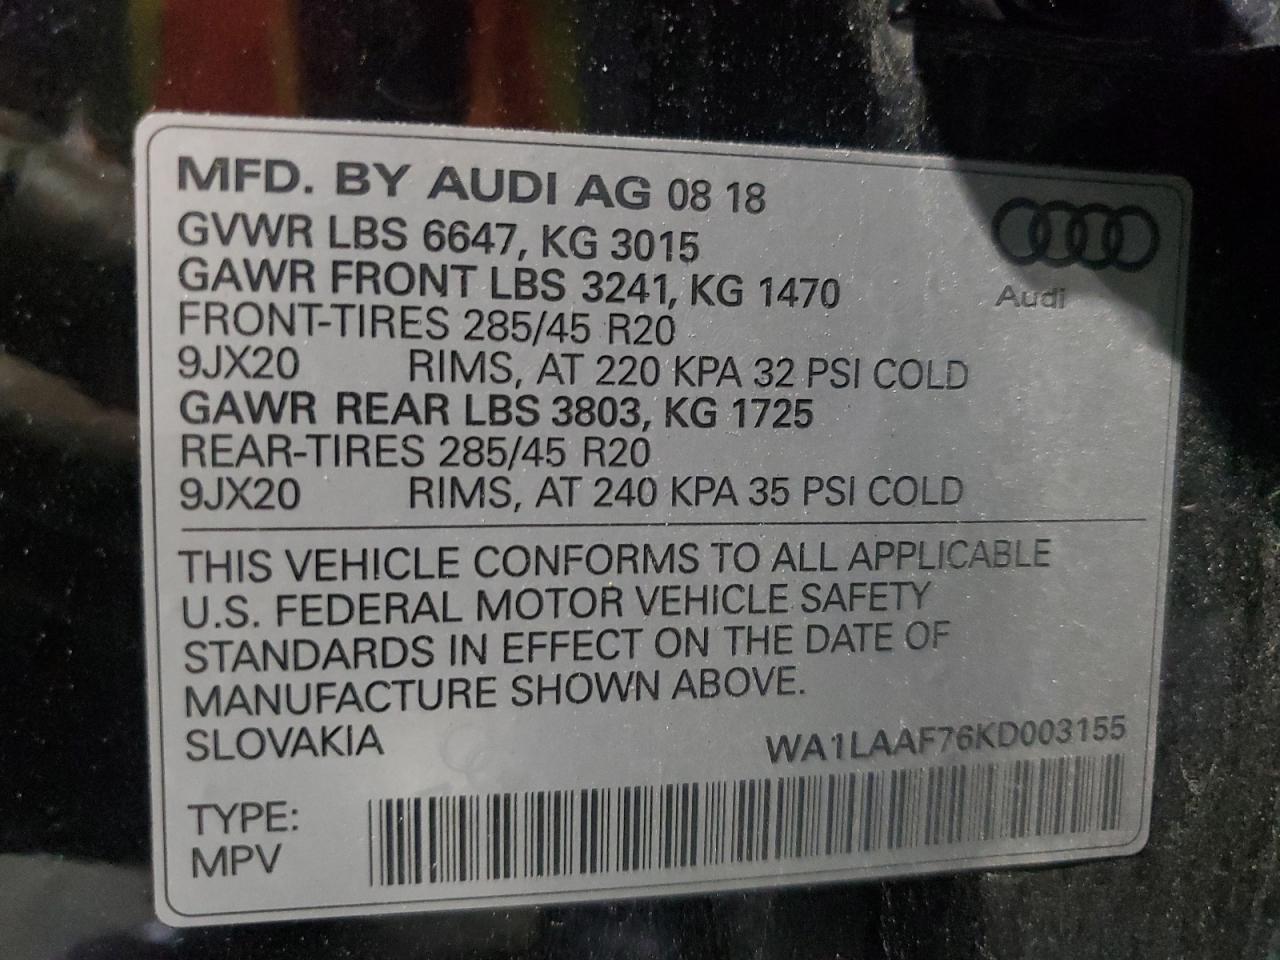 MFD. BY AUDI AG 08 18
GVWR LBS 6647, KG 3015
GAWR FRONT LBS 3241, KG 1470
FRONT-TIRES 285/45 R20
9JX20 RIMS, AT 220 KPA 32 PSI COLD
GAWR REAR LBS 3803, KG 1725
REAR-TIRES 285/45 R20
9JX20 RIMS, AT 240 KPA 35 PSI COLD
Audi
THIS VEHICLE CONFORMS TO ALL APPLICABLE
U.S. FEDERAL MOTOR VEHICLE SAFETY
STANDARDS IN EFFECT ON THE DATE OF
MANUFACTURE SHOWN ABOVE.
SLOVAKIA WA1LAAF76KD003155
TYPE:
MPV